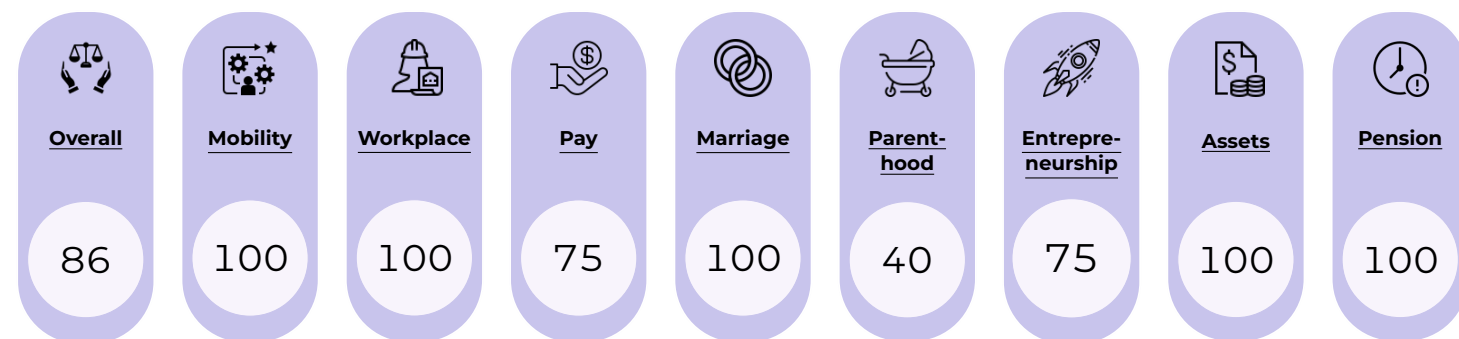 Overall
86
Mobility
100
Workplace
100
Pay
75
Marriage
100
Parent-
hood
40
Entrepre-
neurship
75
$
Assets
100
Pension
100